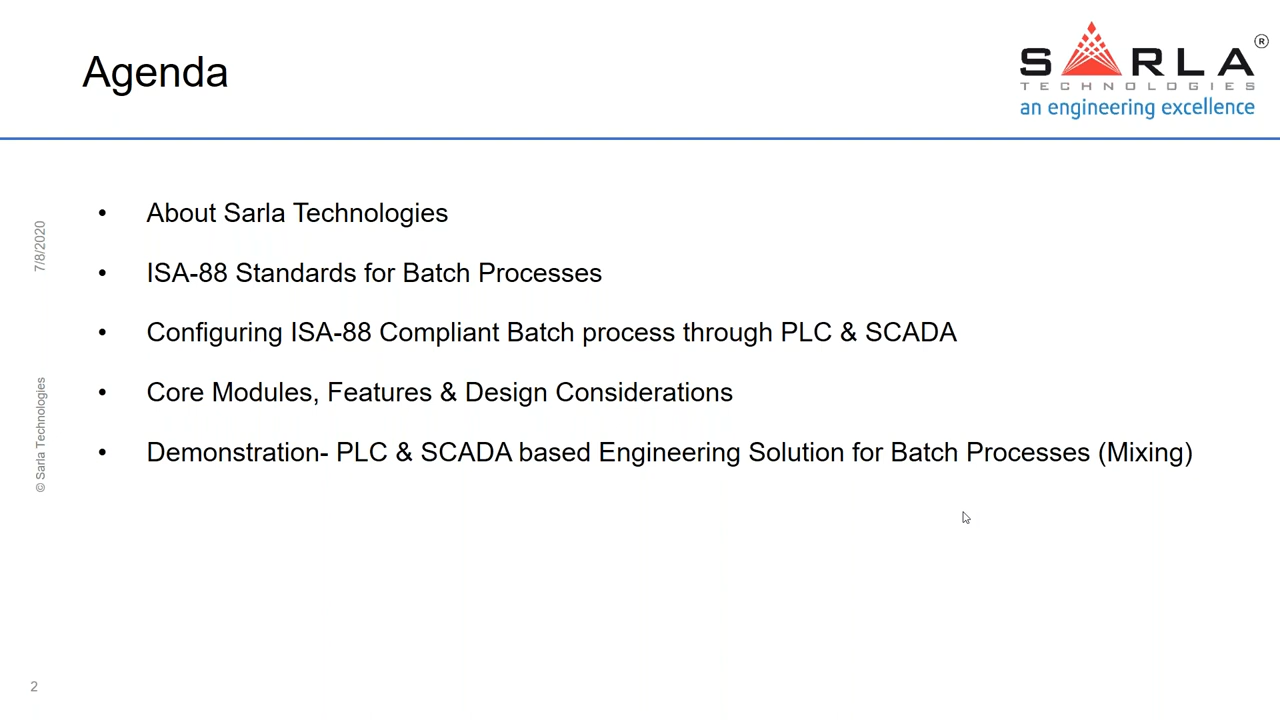 Agenda
SARLA ®
TECHNOLOGIES
an engineering excellence
• About Sarla Technologies
• ISA-88 Standards for Batch Processes
• Configuring ISA-88 Compliant Batch process through PLC & SCADA
• Core Modules, Features & Design Considerations
• Demonstration- PLC & SCADA based Engineering Solution for Batch Processes (Mixing)
7/8/2020
© Sarla Technologies
2